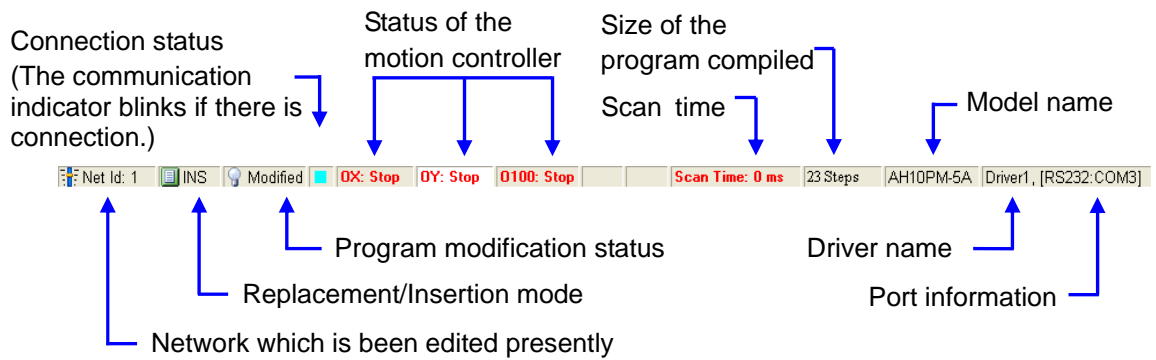 Connection status
(The communication
indicator blinks if there is
connection.)
Status of the
motion controller
Size of the
program compiled
Scan time
Model name
Net Id: 1 INS Modified OX: Stop OY: Stop O100: Stop Scan Time: 0 ms 23 Steps AH10PM-5A Driver1, [RS232:COM3]
Program modification status
Driver name
Replacement/Insertion mode
Port information
Network which is been edited presently